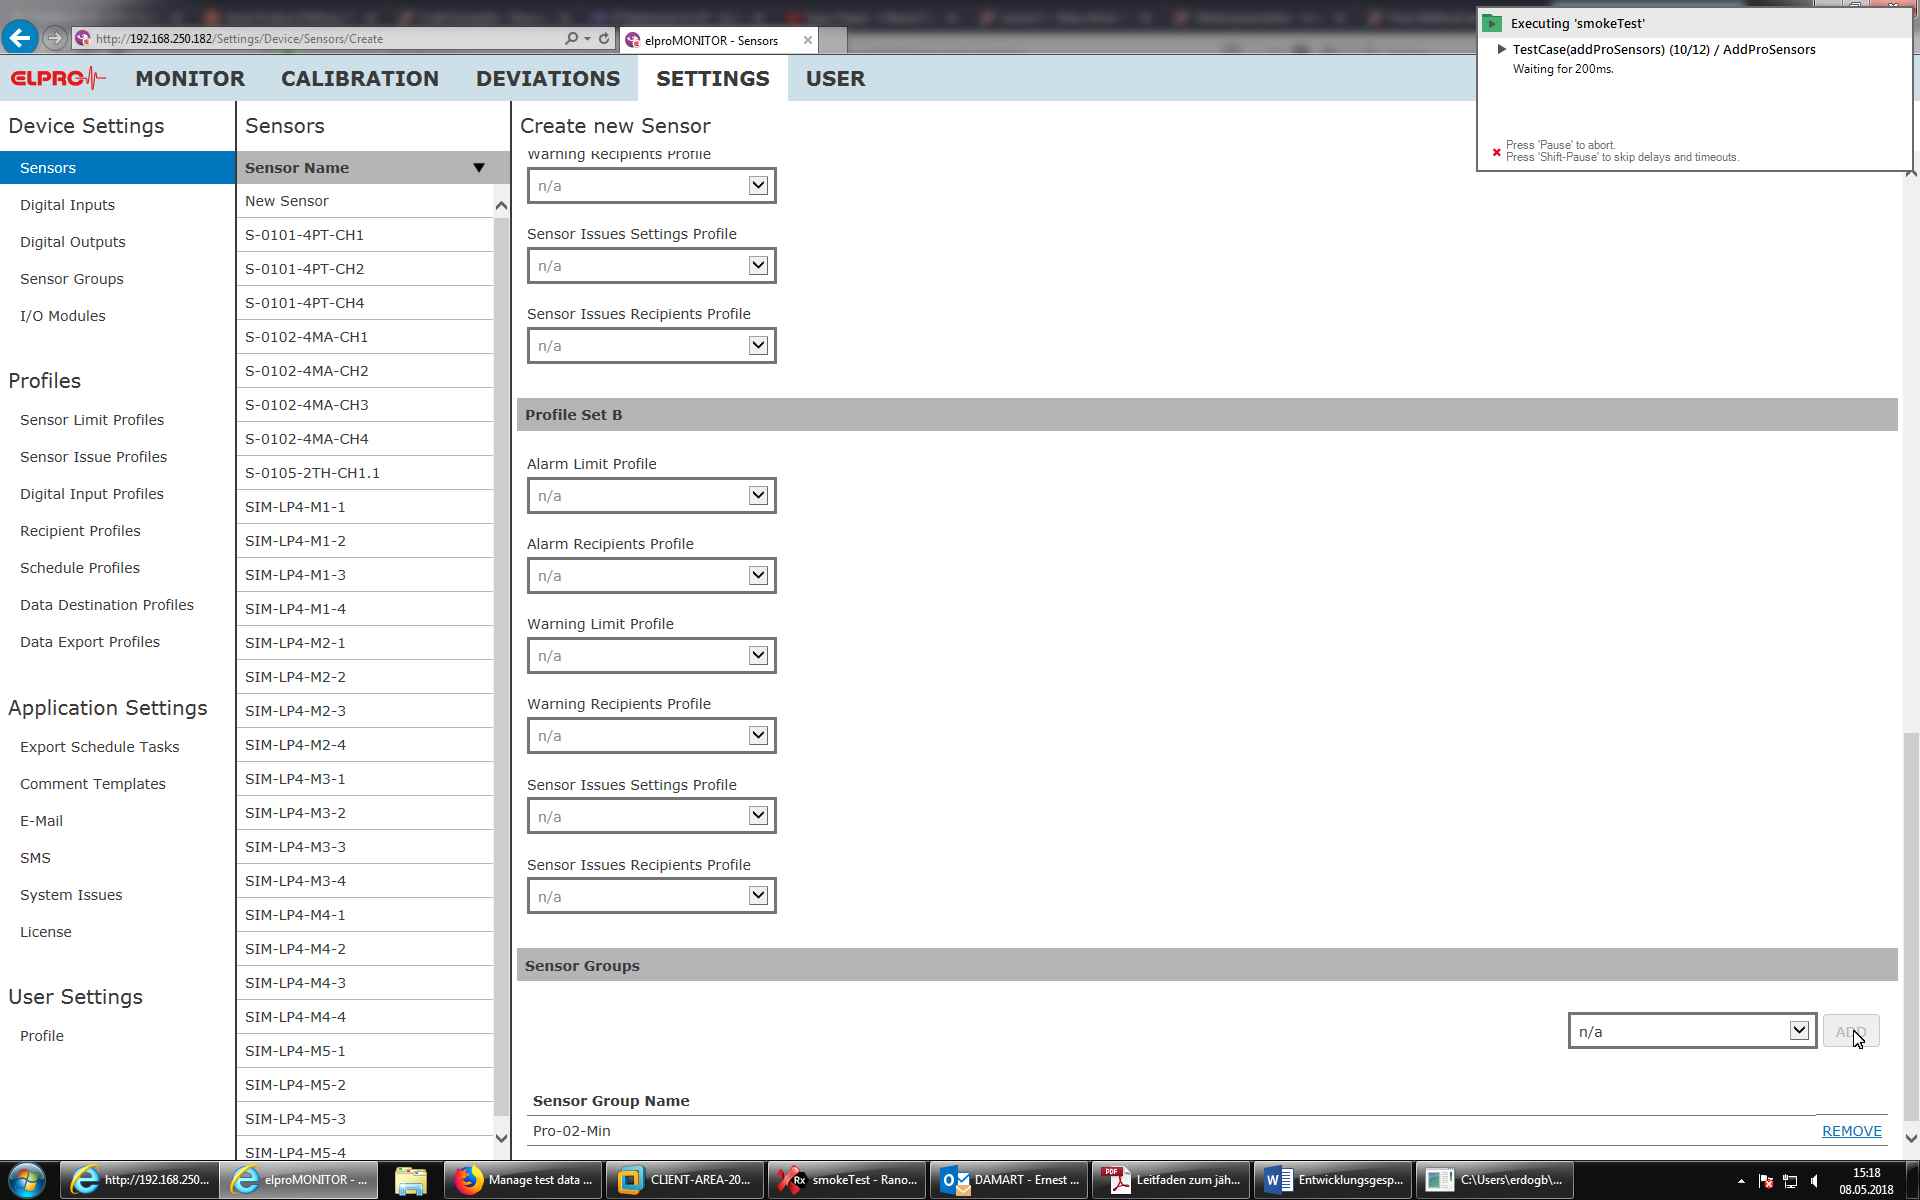 http://192.168.250.182/Settings/Device/Sensors/Create
elproMONITOR - Sensors
Executing 'smokeTest'
TestCase(addProSensors) (10/12) / AddProSensors
Waiting for 200ms.
Press 'Pause' to abort.
Press 'Shift-Pause' to skip delays and timeouts.
ELPRO
MONITOR
CALIBRATION
DEVIATIONS
SETTINGS
USER
Device Settings
Sensors
Digital Inputs
Digital Outputs
Sensor Groups
I/O Modules
Profiles
Sensor Limit Profiles
Sensor Issue Profiles
Digital Input Profiles
Recipient Profiles
Schedule Profiles
Data Destination Profiles
Data Export Profiles
Application Settings
Export Schedule Tasks
Comment Templates
E-Mail
SMS
System Issues
License
User Settings
Profile
Sensors
Sensor Name
New Sensor
S-0101-4PT-CH1
S-0101-4PT-CH2
S-0101-4PT-CH4
S-0102-4MA-CH1
S-0102-4MA-CH2
S-0102-4MA-CH3
S-0102-4MA-CH4
S-0105-2TH-CH1.1
SIM-LP4-M1-1
SIM-LP4-M1-2
SIM-LP4-M1-3
SIM-LP4-M1-4
SIM-LP4-M2-1
SIM-LP4-M2-2
SIM-LP4-M2-3
SIM-LP4-M2-4
SIM-LP4-M3-1
SIM-LP4-M3-2
SIM-LP4-M3-3
SIM-LP4-M3-4
SIM-LP4-M4-1
SIM-LP4-M4-2
SIM-LP4-M4-3
SIM-LP4-M4-4
SIM-LP4-M5-1
SIM-LP4-M5-2
SIM-LP4-M5-3
SIM-LP4-M5-4
Create new Sensor
Warning Recipients Profile
n/a
Sensor Issues Settings Profile
n/a
Sensor Issues Recipients Profile
n/a
Profile Set B
Alarm Limit Profile
n/a
Alarm Recipients Profile
n/a
Warning Limit Profile
n/a
Warning Recipients Profile
n/a
Sensor Issues Settings Profile
n/a
Sensor Issues Recipients Profile
n/a
Sensor Groups
n/a
ADD
Sensor Group Name
Pro-02-Min
REMOVE
http://192.168.250...
elproMONITOR - ...
Manage test data ...
CLIENT-AREA-20...
smokeTest - Rano...
DAMART - Ernest ...
PDF
Leitfaden zum jäh...
Entwicklungsgesp...
C:\Users\erdogb\...
15:18
08.05.2018